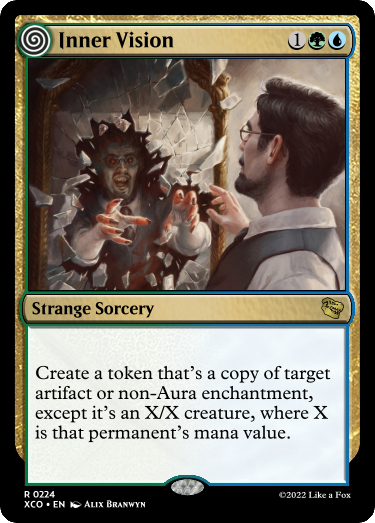 Inner Vision 1
Strange Sorcery
Create a token that's a copy of target
artifact or non-Aura enchantment,
except it's an X/X creature, where X
is that permanent's mana value.
R 0224
XCO • EN Alix Branwyn
©2022 Like a Fox